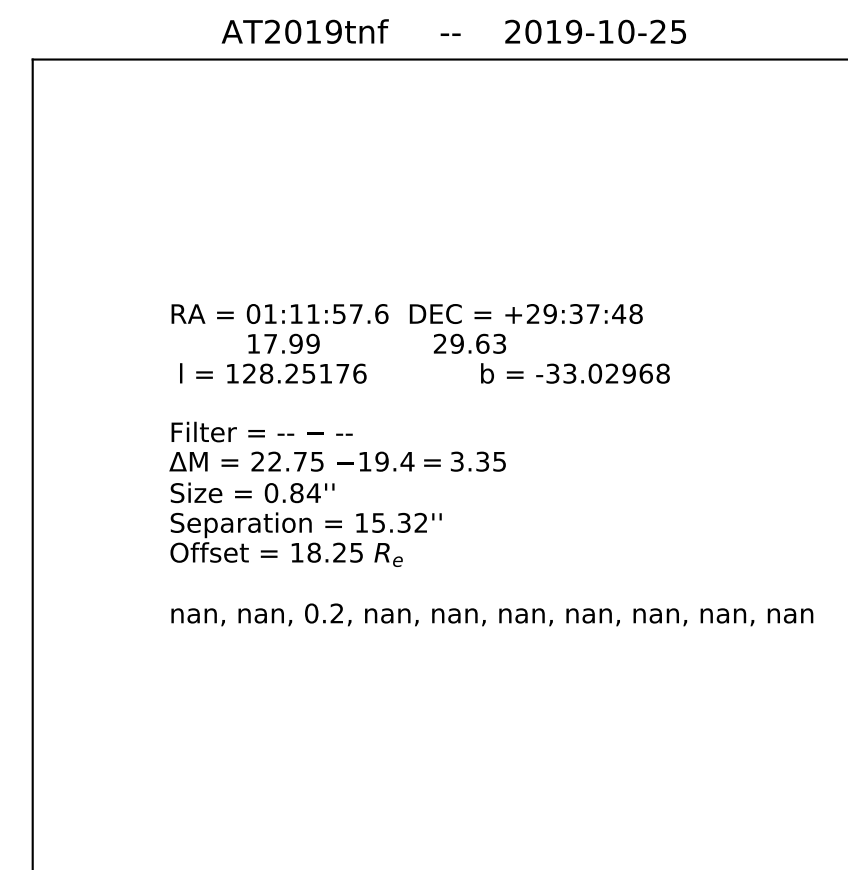 AT2019tnf -- 2019-10-25
RA = 01:11:57.6 DEC = +29:37:48
17.99 29.63
l = 128.25176 b = -33.02968
Filter = -- − --
ΔM = 22.75 −19.4 = 3.35
Size = 0.84''
Separation = 15.32''
Offset = 18.25 Rₑ
nan, nan, 0.2, nan, nan, nan, nan, nan, nan, nan